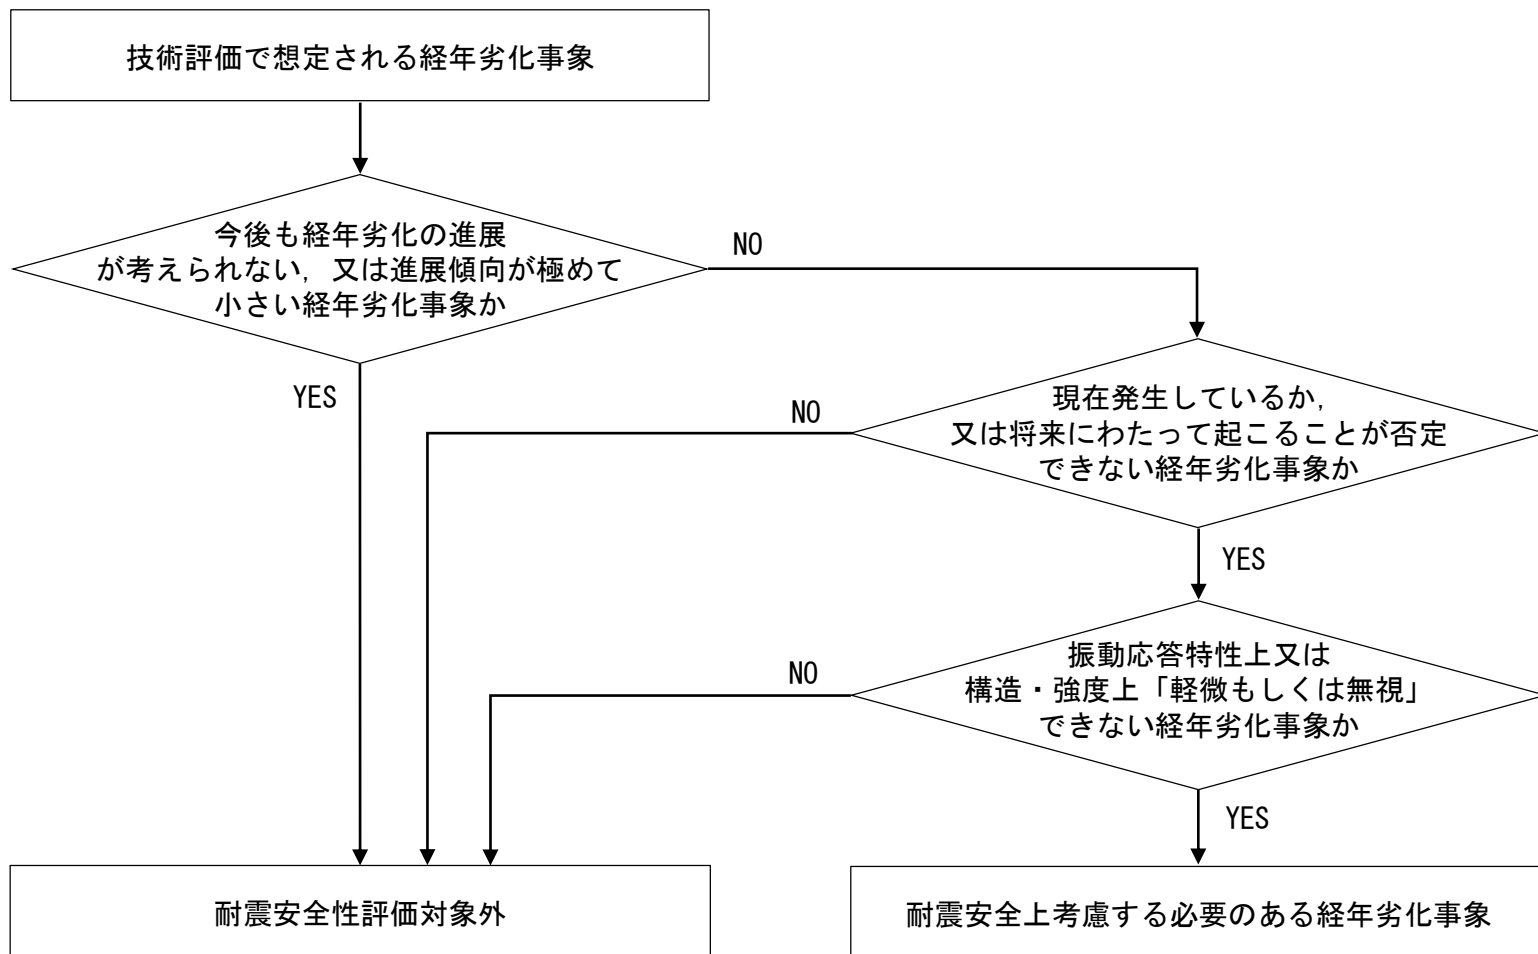 技術評価で想定される経年劣化事象
今後も経年劣化の進展
が考えられない，又は進展傾向が極めて
小さい経年劣化事象か
NO
YES
現在発生しているか，
又は将来にわたって起こることが否定
できない経年劣化事象か
NO
YES
振動応答特性上又は
構造・強度上「軽微もしくは無視」
できない経年劣化事象か
NO
YES
耐震安全性評価対象外
耐震安全上考慮する必要のある経年劣化事象